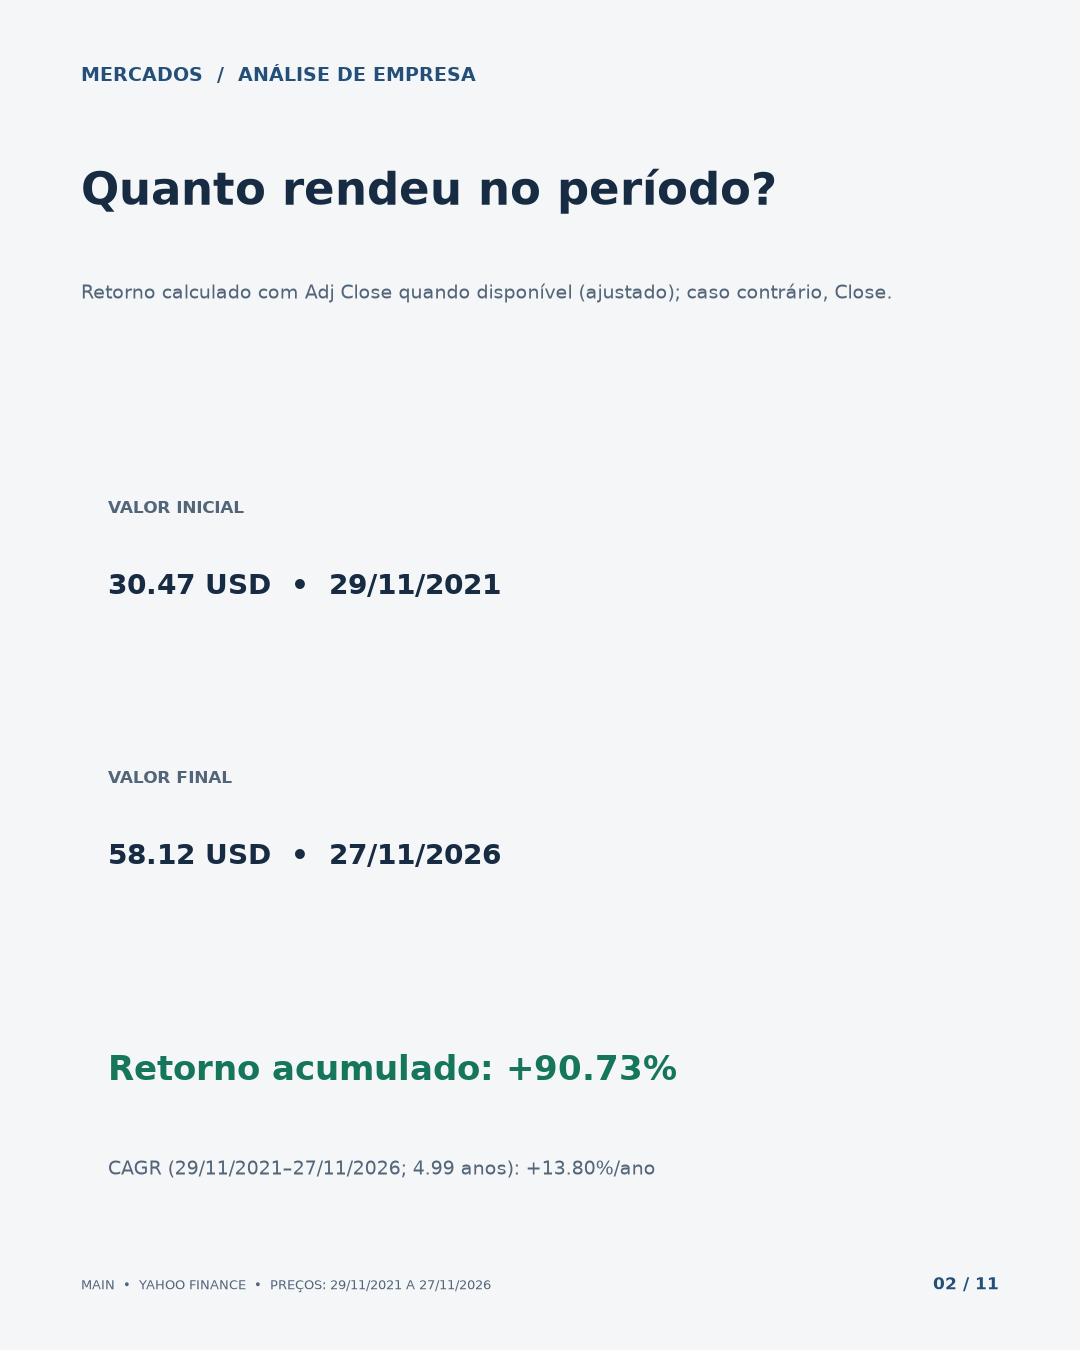 MERCADOS / ANÁLISE DE EMPRESA
Quanto rendeu no período?
Retorno calculado com Adj Close quando disponível (ajustado); caso contrário, Close.
VALOR INICIAL
30.47 USD • 29/11/2021
VALOR FINAL
58.12 USD • 27/11/2026
Retorno acumulado: +90.73%
CAGR (29/11/2021–27/11/2026; 4.99 anos): +13.80%/ano
MAIN • YAHOO FINANCE • PREÇOS: 29/11/2021 A 27/11/2026
02 / 11